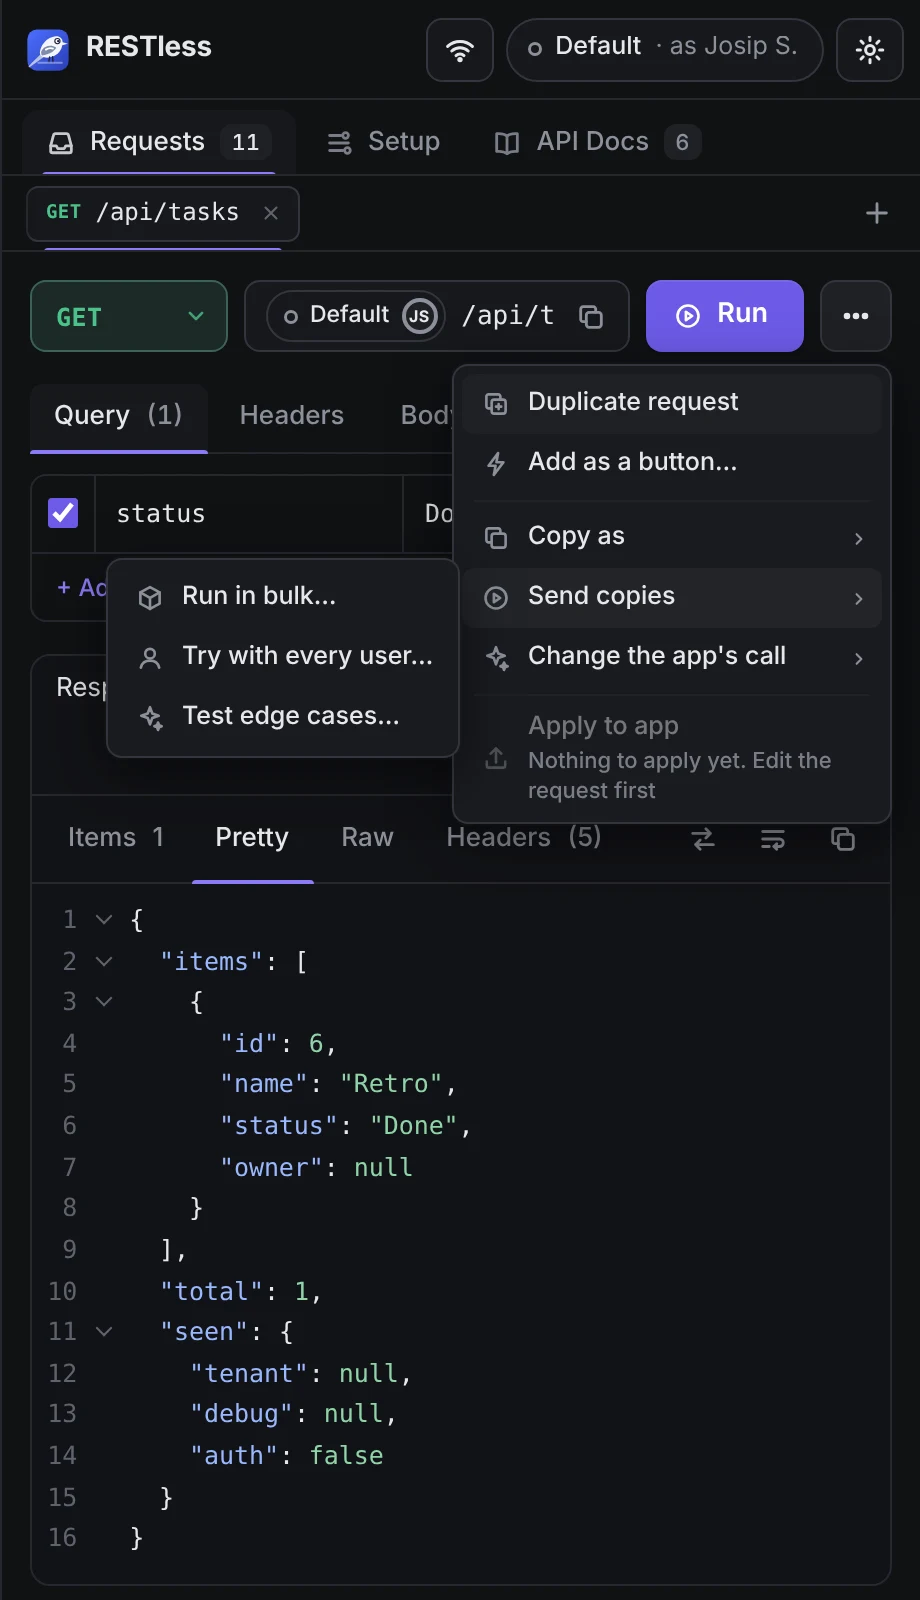 RESTless
Default · as Josip S.
Requests 11
Setup
API Docs 6
GET /api/tasks
GET
Default JS /api/t
Run
Query (1)
Headers
Body
Duplicate request
Add as a button...
Copy as
Send copies
Change the app's call
Apply to app
Nothing to apply yet. Edit the
request first
status
Do
+ Ad
Run in bulk...
Try with every user...
Test edge cases...
Resp
Items 1
Pretty
Raw
Headers (5)
1 {
2 "items": [
3 {
4 "id": 6,
5 "name": "Retro",
6 "status": "Done",
7 "owner": null
8 }
9 ],
10 "total": 1,
11 "seen": {
12 "tenant": null,
13 "debug": null,
14 "auth": false
15 }
16 }